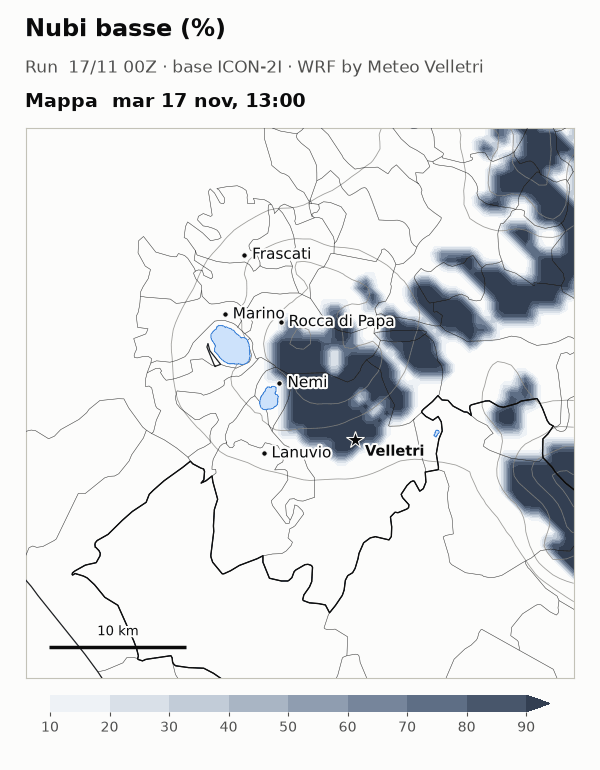 Nubi basse (%)
Run  17/11 00Z · base ICON-2I · WRF by Meteo Velletri
Mappa  mar 17 nov, 13:00
Frascati
Marino
Rocca di Papa
Nemi
Velletri
Lanuvio
10 km
10 20 30 40 50 60 70 80 90